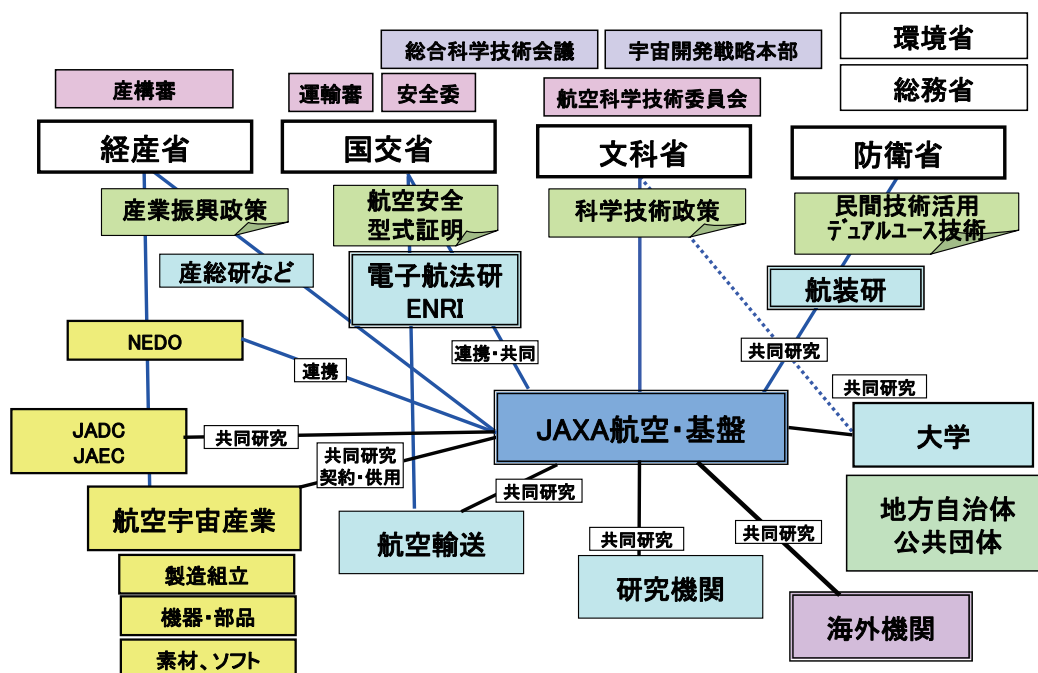 総合科学技術会議
宇宙開発戦略本部
環境省
総務省
産構審
運輸審
安全委
航空科学技術委員会
経産省
国交省
文科省
防衛省
産業振興政策
航空安全
型式証明
科学技術政策
民間技術活用
デュアルユース技術
産総研など
電子航法研
ENRI
航装研
NEDO
連携
連携・共同
共同研究
共同研究
JADC
JAEC
共同研究
JAXA航空・基盤
大学
共同研究
契約・供用
共同研究
航空宇宙産業
航空輸送
共同研究
共同研究
地方自治体
公共団体
製造組立
研究機関
機器・部品
海外機関
素材、ソフト